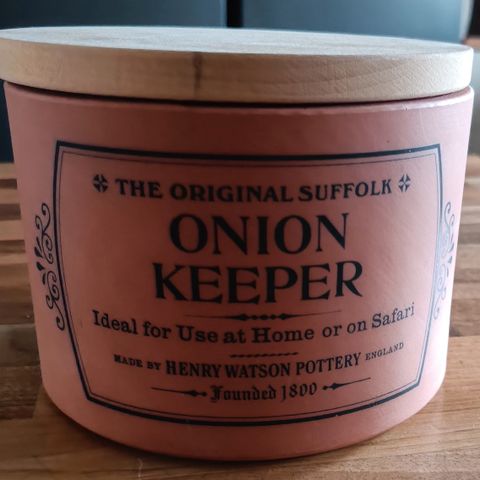 THE ORIGINAL SUFFOLK
ONION
KEEPER
Ideal for Use at Home or on Safari
MADE BY HENRY WATSON POTTERY ENGLAND
Founded 1800